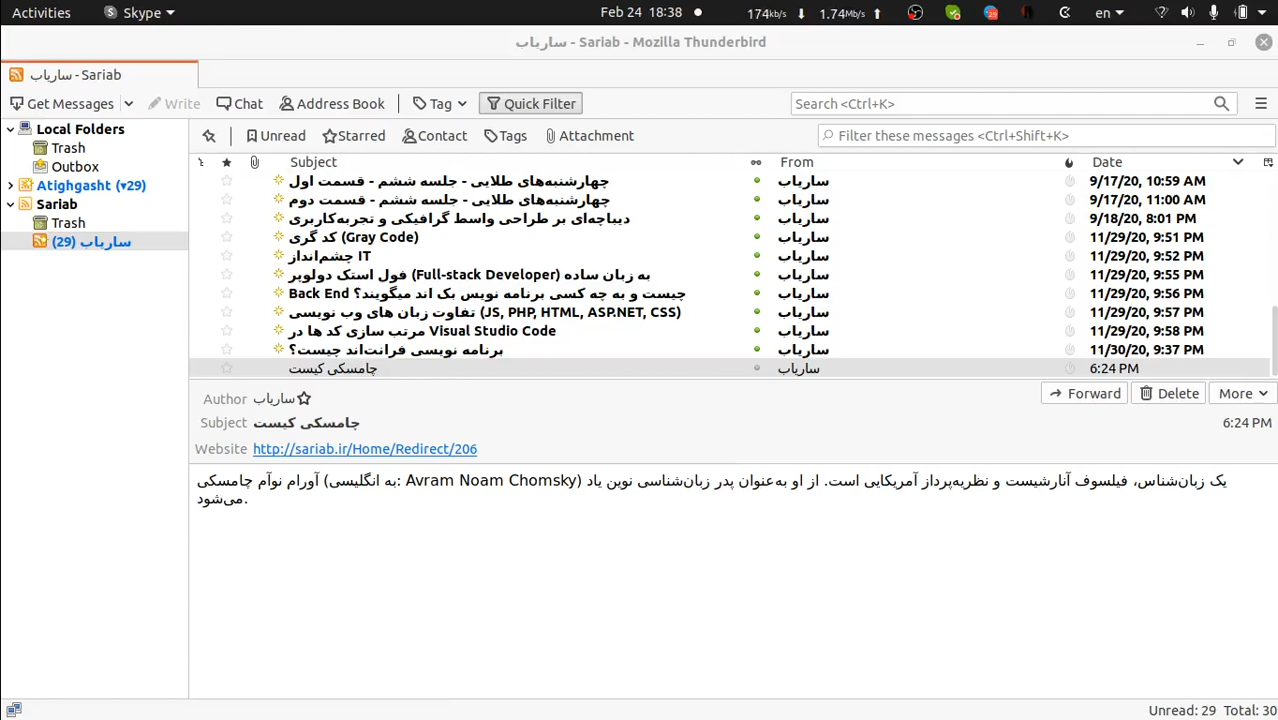 Activities Skype Feb 24 18:38 174kb/s 1.74Mb/s 29 en
سار‌یاب - Sariab - Mozilla Thunderbird
ساریاب - Sariab
Get Messages Write Chat Address Book Tag Quick Filter Search <Ctrl+K>
Local Folders
Trash
Outbox
Atighgasht (▾29)
Sariab
Trash
ساریاب (29)
Unread Starred Contact Tags Attachment Filter these messages <Ctrl+Shift+K>
Subject From Date
چهارشنبه‌های طلایی - جلسه ششم - قسمت اول ساریاب 9/17/20, 10:59 AM
چهارشنبه‌های طلایی - جلسه ششم - قسمت دوم ساریاب 9/17/20, 11:00 AM
دیباچه‌ای بر طراحی واسط گرافیکی و تجربه‌کاربری ساریاب 9/18/20, 8:01 PM
کد گری (Gray Code) ساریاب 11/29/20, 9:51 PM
چشم‌انداز IT ساریاب 11/29/20, 9:52 PM
فول استک دولوپر (Full-stack Developer) به زبان ساده ساریاب 11/29/20, 9:55 PM
Back End چیست و به چه کسی برنامه نویس بک اند میگویند؟ ساریاب 11/29/20, 9:56 PM
تفاوت زبان های وب نویسی (JS, PHP, HTML, ASP.NET, CSS) ساریاب 11/29/20, 9:57 PM
مرتب سازی کد ها در Visual Studio Code ساریاب 11/29/20, 9:58 PM
برنامه نویسی فرانت‌اند چیست؟ ساریاب 11/30/20, 9:37 PM
چامسکی کیست ساریاب 6:24 PM
Author ساریاب Forward Delete More
Subject چامسکی کیست 6:24 PM
Website http://sariab.ir/Home/Redirect/206
آورام نوآم چامسکی (به انگلیسی: Avram Noam Chomsky) یک زبان‌شناس، فیلسوف آنارشیست و نظریه‌پرداز آمریکایی است. از او به‌عنوان پدر زبان‌شناسی نوین یاد
می‌شود.
Unread: 29 Total: 30